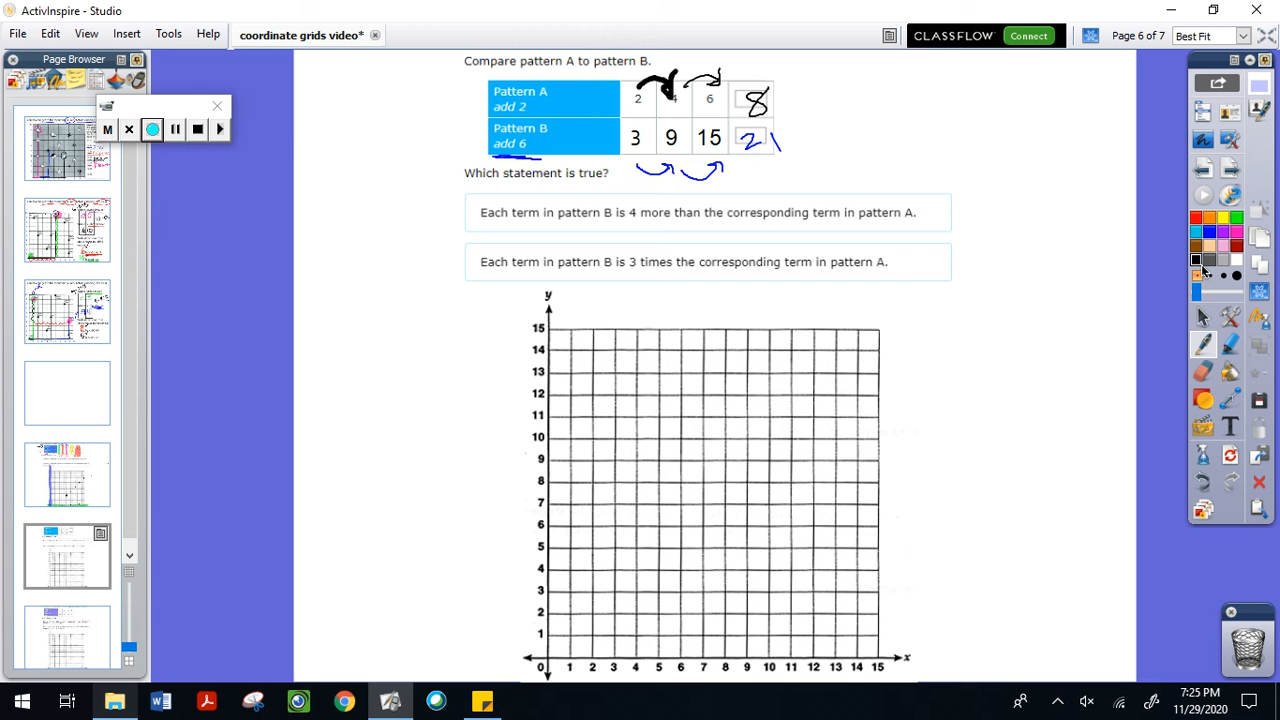 ActivInspire - Studio
File Edit View Insert Tools Help
coordinate grids video*
CLASSFLOW Connect
Page 6 of 7
Best Fit
Page Browser
M
Compare pattern A to pattern B.
Pattern A add 2 2 4 6 8
Pattern B add 6 3 9 15 21
Which statement is true?
Each term in pattern B is 4 more than the corresponding term in pattern A.
Each term in pattern B is 3 times the corresponding term in pattern A.
y
15
14
13
12
11
10
9
8
7
6
5
4
3
2
1
0 1 2 3 4 5 6 7 8 9 10 11 12 13 14 15 x
7:25 PM
11/29/2020